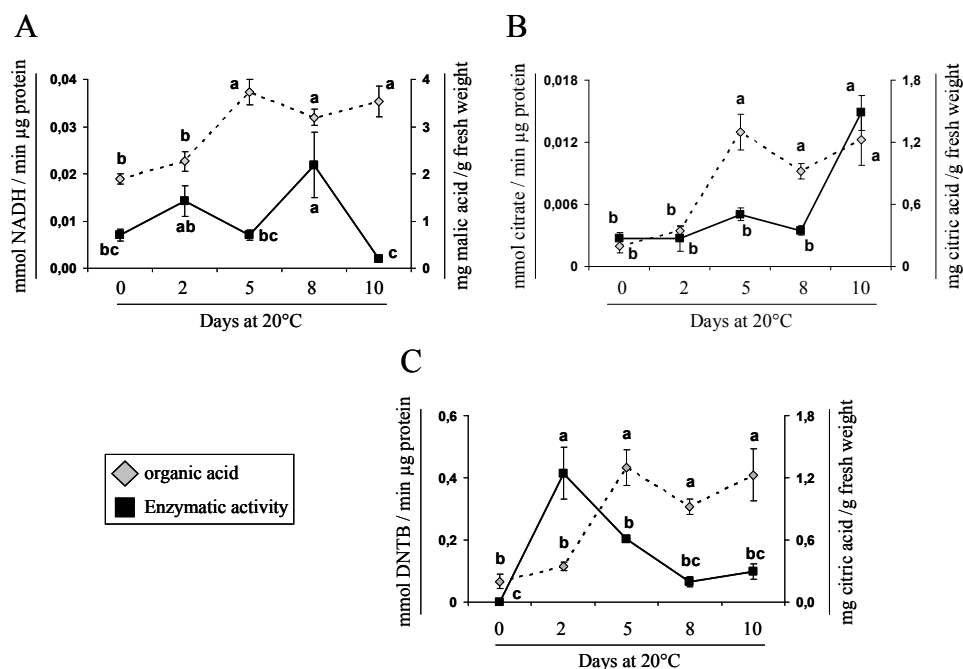 A
mmol NADH / min µg protein
0,04
0,03
0,02
0,01
0,00
b
b
a
a
a
bc
ab
bc
a
c
4
3
2
1
0
mg malic acid /g fresh weight
0 2 5 8 10
Days at 20°C
B
mmol citrate / min µg protein
0,018
0,012
0,006
0
b
b
a
a
a
b
b
b
b
a
1,8
1,2
0,6
0
mg citric acid /g fresh weight
0 2 5 8 10
Days at 20°C
C
mmol DNTB / min µg protein
0,6
0,4
0,2
0
a
a
a
a
b
b
b
bc
bc
c
1,8
1,2
0,6
0,0
mg citric acid /g fresh weight
0 2 5 8 10
Days at 20°C
organic acid
Enzymatic activity